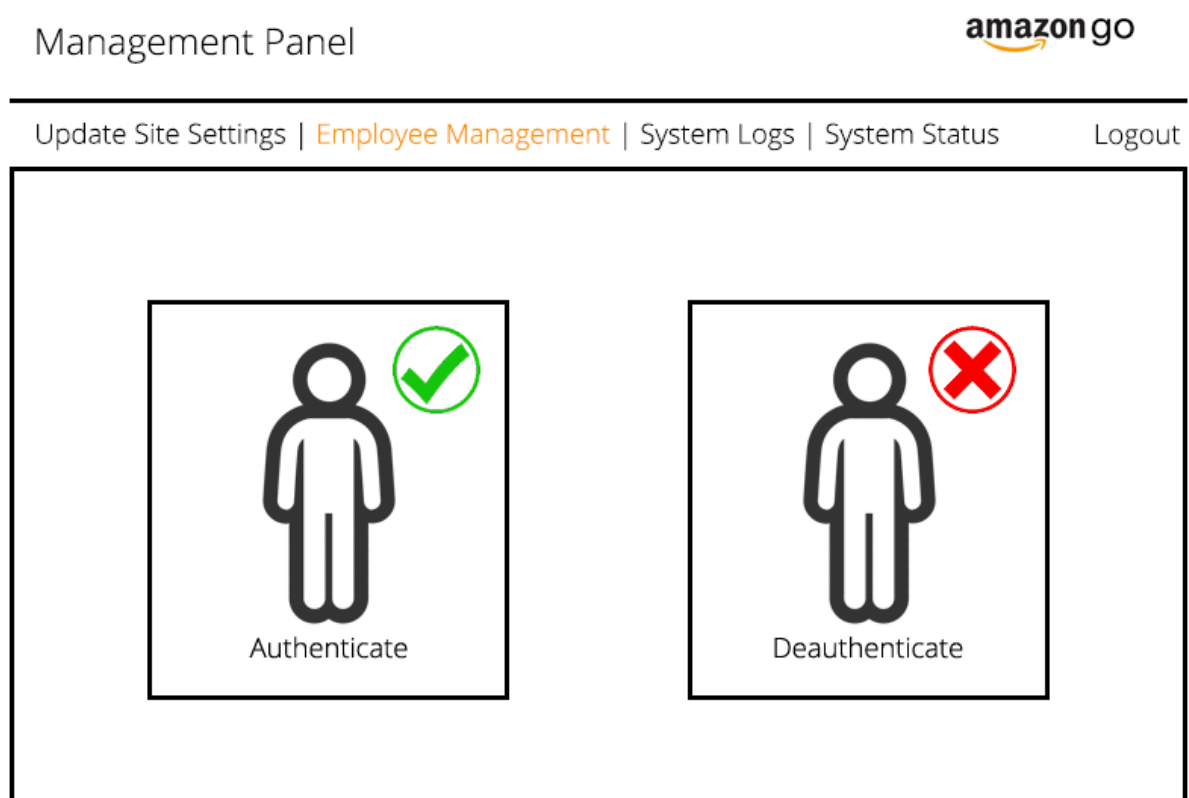 Management Panel
amazon go
Update Site Settings | Employee Management | System Logs | System Status
Logout
Authenticate
Deauthenticate